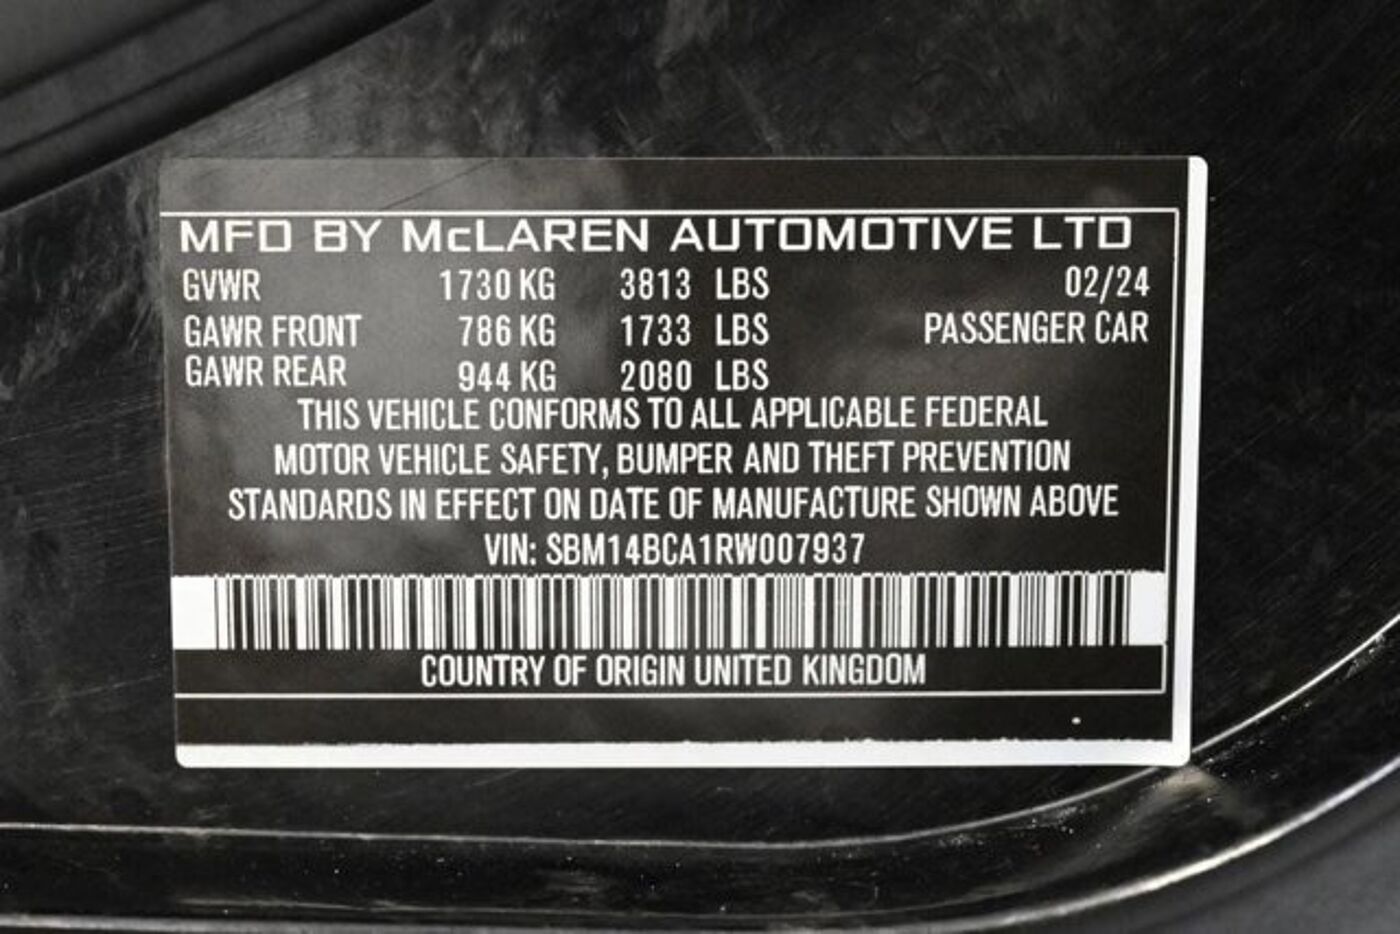 MFD BY McLAREN AUTOMOTIVE LTD
GVWR 1730 KG 3813 LBS 02/24
GAWR FRONT 786 KG 1733 LBS PASSENGER CAR
GAWR REAR 944 KG 2080 LBS
THIS VEHICLE CONFORMS TO ALL APPLICABLE FEDERAL
MOTOR VEHICLE SAFETY, BUMPER AND THEFT PREVENTION
STANDARDS IN EFFECT ON DATE OF MANUFACTURE SHOWN ABOVE
VIN: SBM14BCA1RW007937
COUNTRY OF ORIGIN UNITED KINGDOM